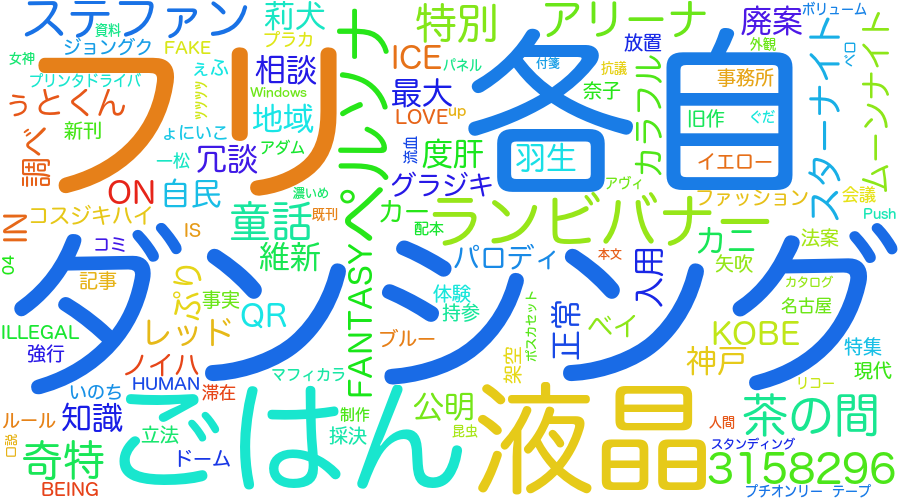 ステファン
莉犬
特別
アリーナ
廃案
ボリューム
資料
女神
ジョングク
FAKE
プラカ
ICE
パネル
放置
外観
ベロ
プリンタドライバ
ぇふ
相談
フリ
各自
付箋
抗議
事務所
ぅとくん
ッッッッ
Windows
最大
奈子
カラフル
スターナイト
ムーンナイト
LOVE
up
旧作
ぐだ
新刊
ょにいこ
地域
アダム
流血
調べ
一松
冗談
度肝
羽生
イエロー
ON
自民
濃いめ
グラジキ
アヴィ
ファッション
会議
IN
コスジキハイ
IS
童話
既刊
ペルソナ
カー
配本
ランビバナー
Push
コミ
維新
パロディ
本文
カニ
法案
04
記事
ぷり
事実
FANTASY
入用
矢吹
カタログ
ダンシング
QR
体験
持参
ボスカセット
名古屋
ILLEGAL
レッド
ブルー
正常
ベイ
KOBE
強行
ノイハ
架空
神戸
特集
いのち
HUMAN
滞在
マフィカラ
現代
リコー
ルール
知識
ごはん
制作
公明
液晶
人間
茶の間
口説
立法
採決
昆虫
スタンディング
奇特
ドーム
3158296
BEING
プチオンリー
テープ